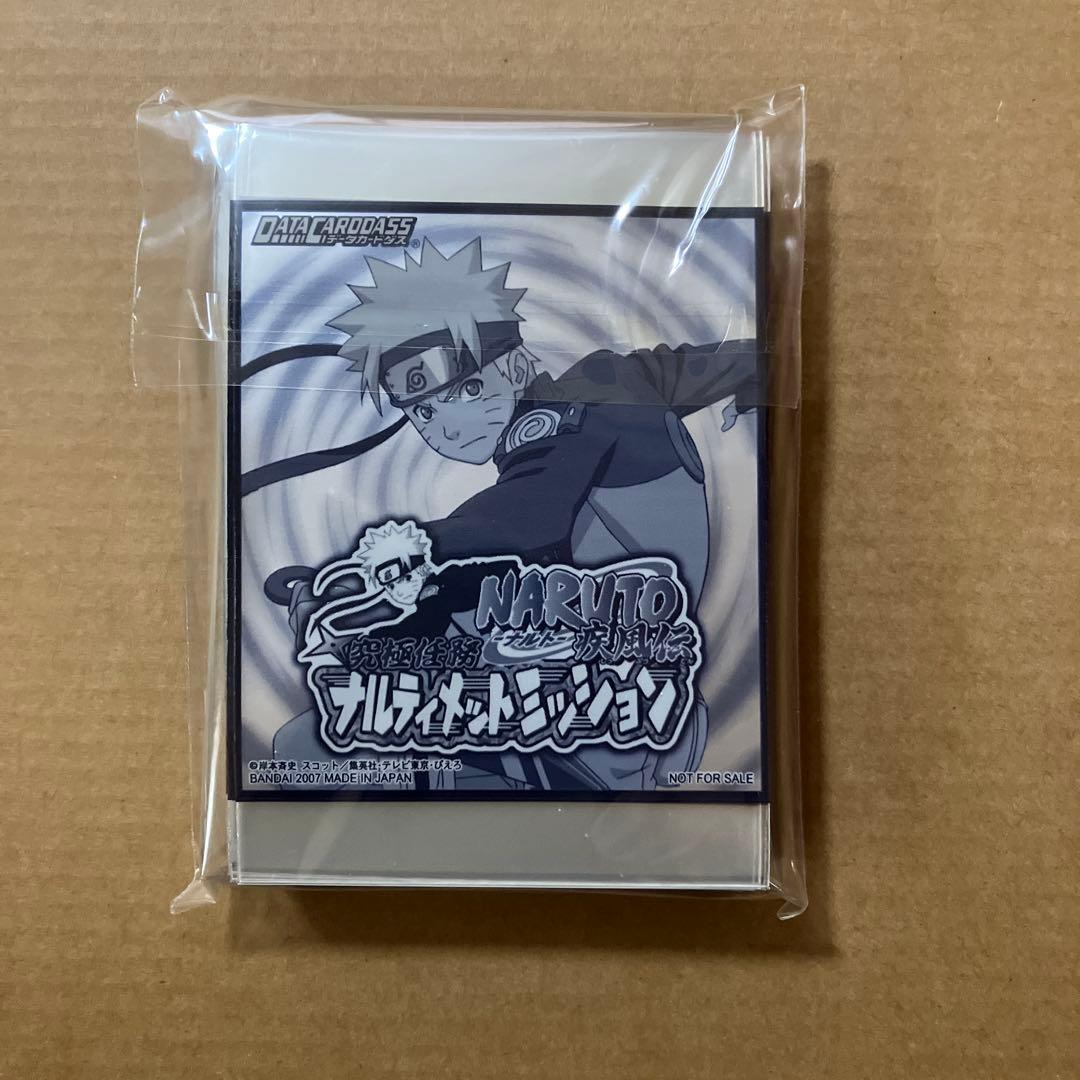 DATA CARDDASS
データカードダス®
NARUTO
-ナルト- 疾風伝
究極任務
ナルティメットミッション
©岸本斉史 スコット/集英社・テレビ東京・ぴえろ
BANDAI 2007 MADE IN JAPAN
NOT FOR SALE